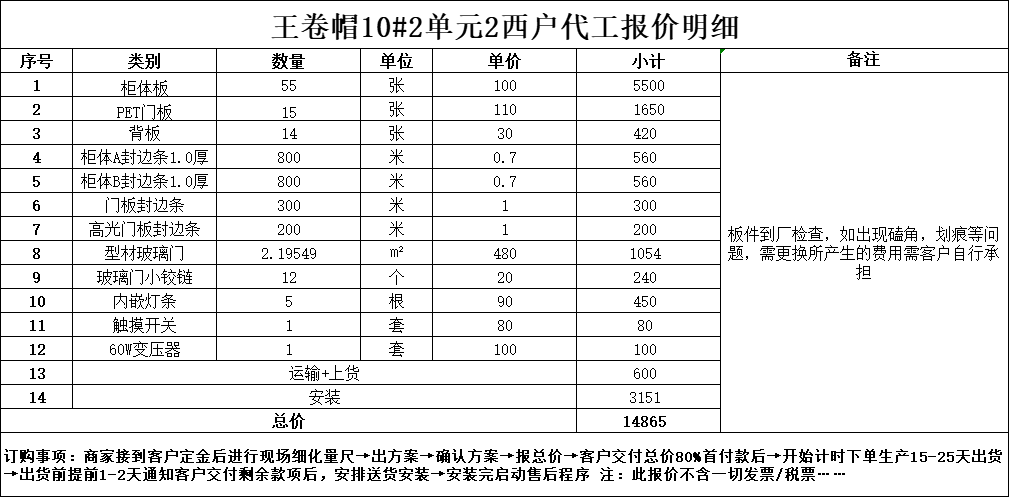 王卷帽10#2单元2西户代工报价明细
序号 类别 数量 单位 单价 小计 备注
1 柜体板 55 张 100 5500
2 PET门板 15 张 110 1650
3 背板 14 张 30 420
4 柜体A封边条1.0厚 800 米 0.7 560
5 柜体B封边条1.0厚 800 米 0.7 560
6 门板封边条 300 米 1 300
7 高光门板封边条 200 米 1 200
8 型材玻璃门 2.19549 m² 480 1054
9 玻璃门小铰链 12 个 20 240
10 内嵌灯条 5 根 90 450
11 触摸开关 1 套 80 80
12 60W变压器 1 套 100 100
13 运输+上货 600
14 安装 3151
总价 14865
板件到厂检查，如出现磕角，划痕等问
题，需更换所产生的费用需客户自行承
担
订购事项：商家接到客户定金后进行现场细化量尺→出方案→确认方案→报总价→客户交付总价80%首付款后→开始计时下单生产15-25天出货
→出货前提前1-2天通知客户交付剩余款项后，安排送货安装→安装完启动售后程序 注：此报价不含一切发票/税票……